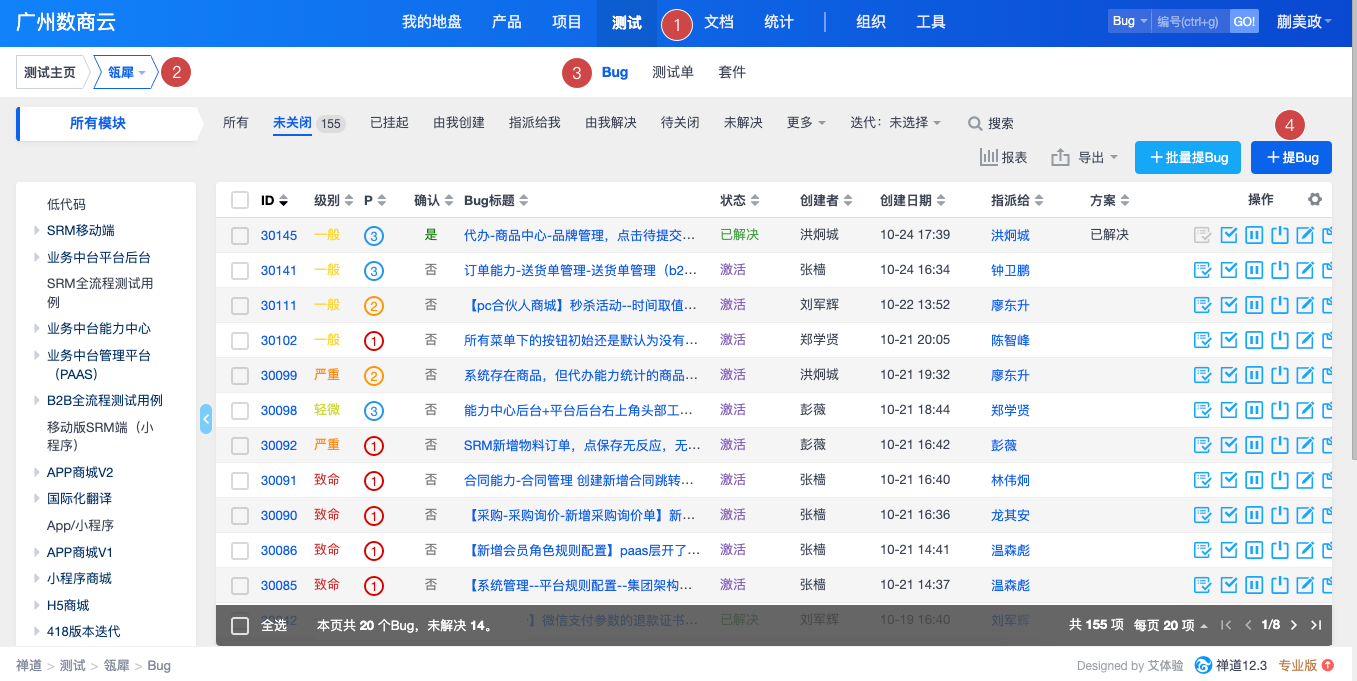 广州数商云 我的地盘 产品 项目 测试 1 文档 统计 组织 工具 Bug 编号(ctrl+g) GO! 蒯美政
测试主页 瓴犀 2 3 Bug 测试单 套件
所有模块 所有 未关闭 155 已挂起 由我创建 指派给我 由我解决 待关闭 未解决 更多 迭代: 未选择 搜索 4
报表 导出 +批量提Bug +提Bug
低代码
SRM移动端
业务中台平台后台
SRM全流程测试用
例
业务中台能力中心
业务中台管理平台
(PAAS)
B2B全流程测试用例
移动版SRM端(小
程序)
APP商城V2
国际化翻译
App/小程序
APP商城V1
小程序商城
H5商城
418版本迭代
ID 级别 P 确认 Bug标题 状态 创建者 创建日期 指派给 方案 操作
30145 一般 3 是 代办-商品中心-品牌管理，点击待提交... 已解决 洪炯城 10-24 17:39 洪炯城 已解决
30141 一般 3 否 订单能力-送货单管理-送货单管理（b2... 激活 张樯 10-24 16:34 钟卫鹏
30111 一般 2 否 【pc合伙人商城】秒杀活动--时间取值... 激活 刘军辉 10-22 13:52 廖东升
30102 一般 1 否 所有菜单下的按钮初始还是默认为没有... 激活 郑学贤 10-21 20:05 陈智峰
30099 严重 2 否 系统存在商品，但代办能力统计的商品... 激活 洪炯城 10-21 19:32 廖东升
30098 轻微 3 否 能力中心后台+平台后台右上角头部工... 激活 彭薇 10-21 18:44 郑学贤
30092 严重 1 否 SRM新增物料订单，点保存无反应，无... 激活 彭薇 10-21 16:42 彭薇
30091 致命 1 否 合同能力-合同管理 创建新增合同跳转... 激活 张樯 10-21 16:40 林伟炯
30090 致命 1 否 【采购-采购询价-新增采购询价单】新... 激活 张樯 10-21 16:36 龙其安
30086 致命 1 否 【新增会员角色规则配置】paas层开了... 激活 张樯 10-21 14:41 温森彪
30085 致命 1 否 【系统管理--平台规则配置--集团架构... 激活 张樯 10-21 14:37 温森彪
】微信支付参数的退款证书... 已解决 刘军辉 10-19 16:40 刘军辉
全选 本页共 20 个Bug，未解决 14。 共 155 项 每页 20 项 1/8
禅道 > 测试 > 瓴犀 > Bug Designed by 艾体验 禅道12.3 专业版